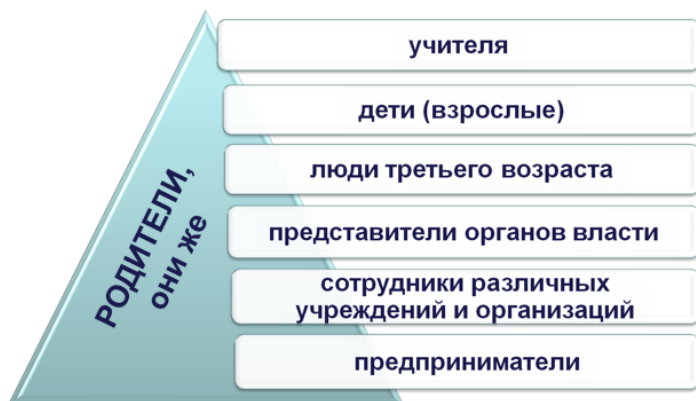 РОДИТЕЛИ,
они же
учителя
дети (взрослые)
люди третьего возраста
представители органов власти
сотрудники различных
учреждений и организаций
предприниматели